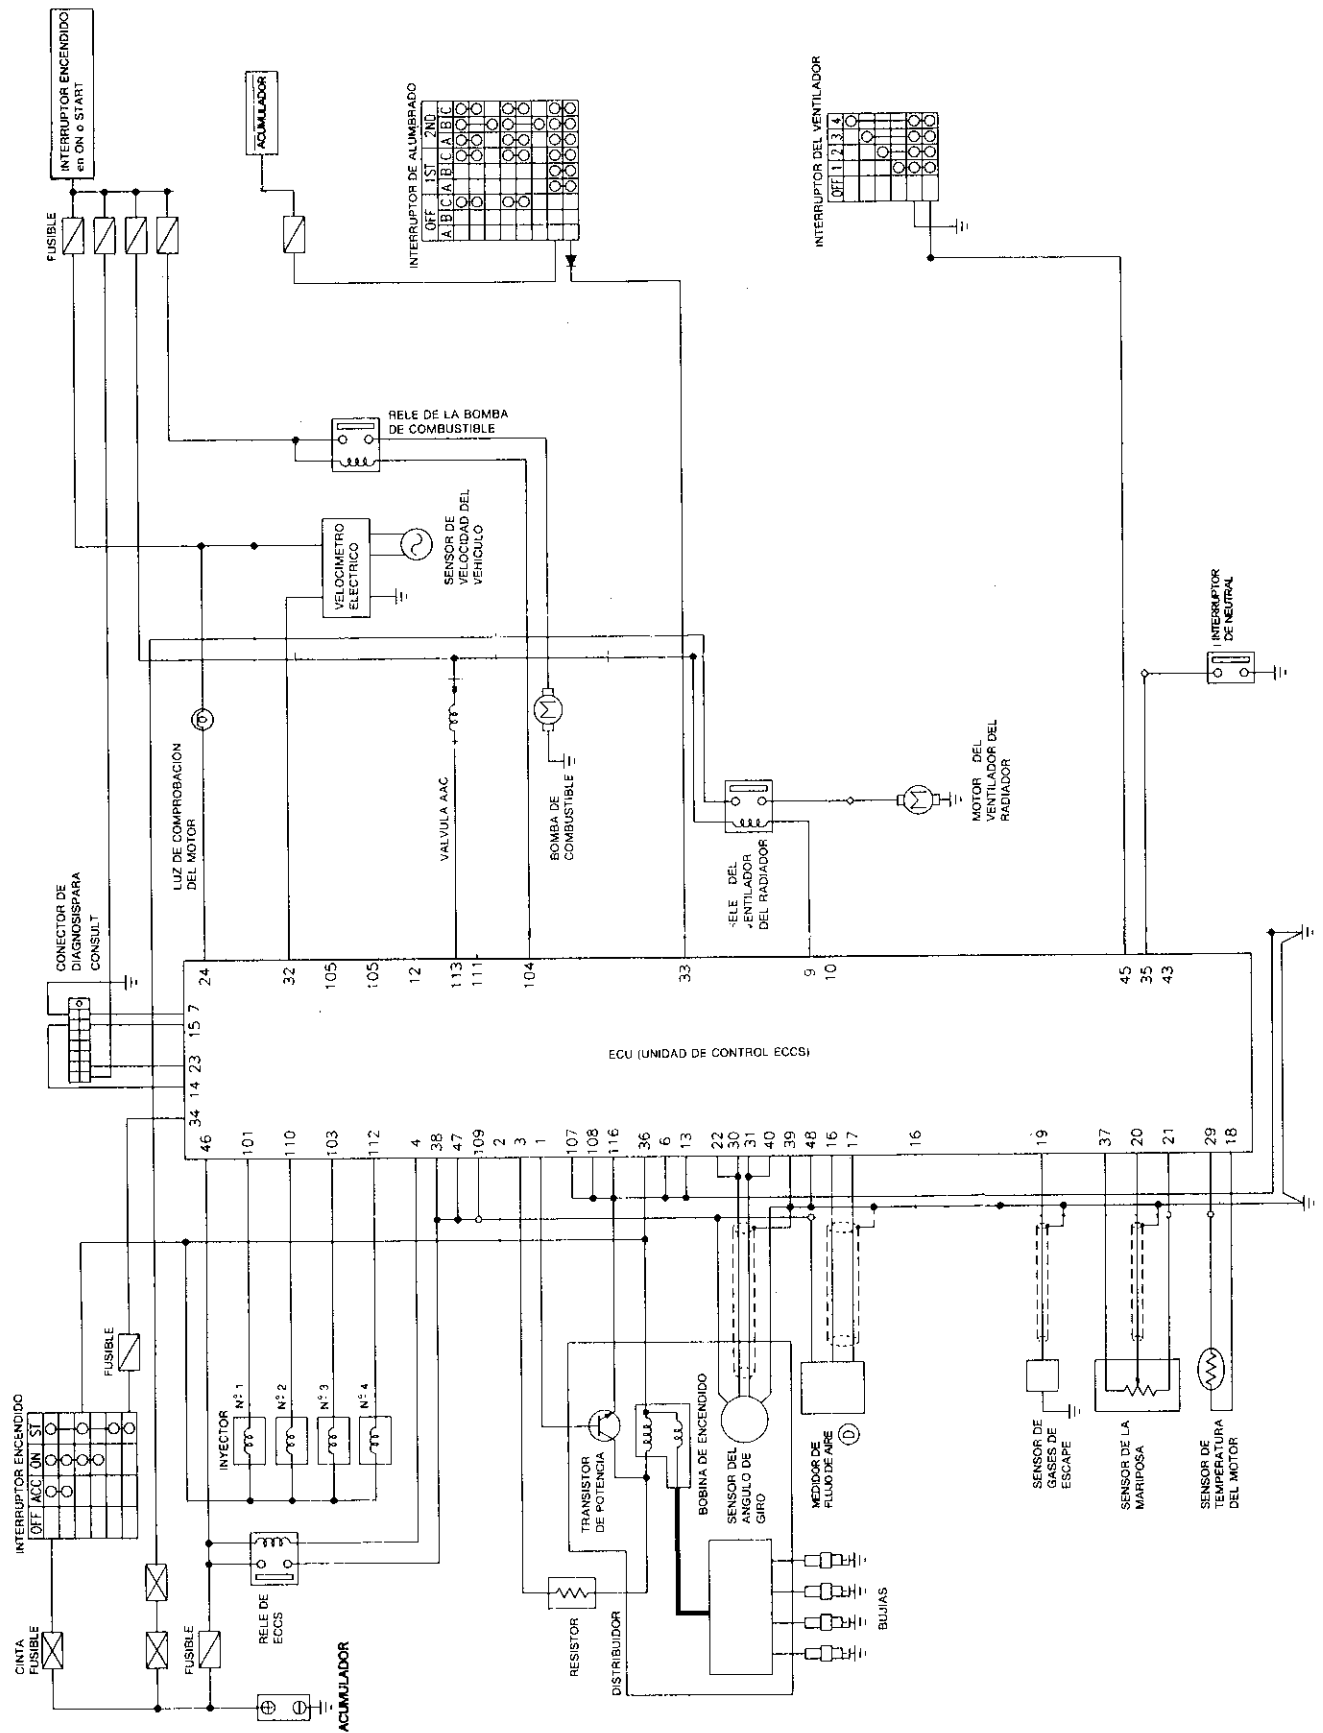 INTERRUPTOR ENCENDIDO
en ON o START
FUSIBLE
ACUMULADOR
INTERRUPTOR DE ALUMBRADO
OFF 1ST 2ND
A B C A B C A B C
INTERRUPTOR DEL VENTILADOR
OFF 1 2 3 4
RELE DE LA BOMBA
DE COMBUSTIBLE
VELOCIMETRO
ELECTRICO
SENSOR DE
VELOCIDAD DEL
VEHICULO
INTERRUPTOR
DE NEUTRAL
LUZ DE COMPROBACION
DEL MOTOR
VALVULA AAC
M
BOMBA DE
COMBUSTIBLE
ELE DEL
ENTILADOR
DEL RADIADOR
M
MOTOR DEL
VENTILADOR DEL
RADIADOR
CONECTOR DE
DIAGNOSISPARA
CONSULT
24 32 105 105 12 113 111 104 33 9 10 45 35 43
34 14 23 15 7
ECU (UNIDAD DE CONTROL ECCS)
46 101 110 103 112 4 38 47 109 2 3 1 107 108 116 36 6 13 22 30 31 40 39 48 16 17 16 19 37 20 21 29 18
INTERRUPTOR ENCENDIDO
OFF ACC ON ST
FUSIBLE
INYECTOR
Nº 1
Nº 2
Nº 3
Nº 4
TRANSISTOR
DE POTENCIA
BOBINA DE ENCENDIDO
SENSOR DEL
ANGULO DE
GIRO
MEDIDOR DE
FLUJO DE AIRE
D
SENSOR DE
GASES DE
ESCAPE
SENSOR DE LA
MARIPOSA
SENSOR DE
TEMPERATURA
DEL MOTOR
CINTA
FUSIBLE
FUSIBLE
RELE DE
ECCS
RESISTOR
DISTRIBUIDOR
BUJIAS
ACUMULADOR